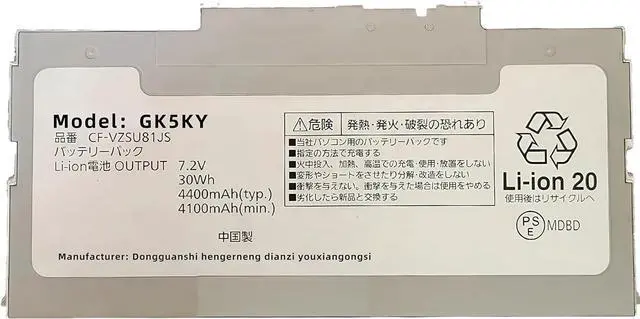 Model: GK5KY
品番 CF-VZSU81JS
バッテリーパック
Li-ion電池 OUTPUT 7.2V
30Wh
4400mAh(typ.)
4100mAh(min.)
中国製
Manufacturer: Dongguanshi hengerneng dianzi youxiangongsi
⚠危険 発熱・発火・破裂の恐れあり
■当社パソコン用のバッテリーパックです
■指定の方法で充電する
■火中投入、加熱、高温での充電・使用・放置をしない
■変形やショートをさせたり分解・改造をしない
■衝撃を与えない。衝撃を与えた場合は使用をやめる
■劣化したら新品と交換する
Li-ion 20
使用後はリサイクルへ
PSE MDBD